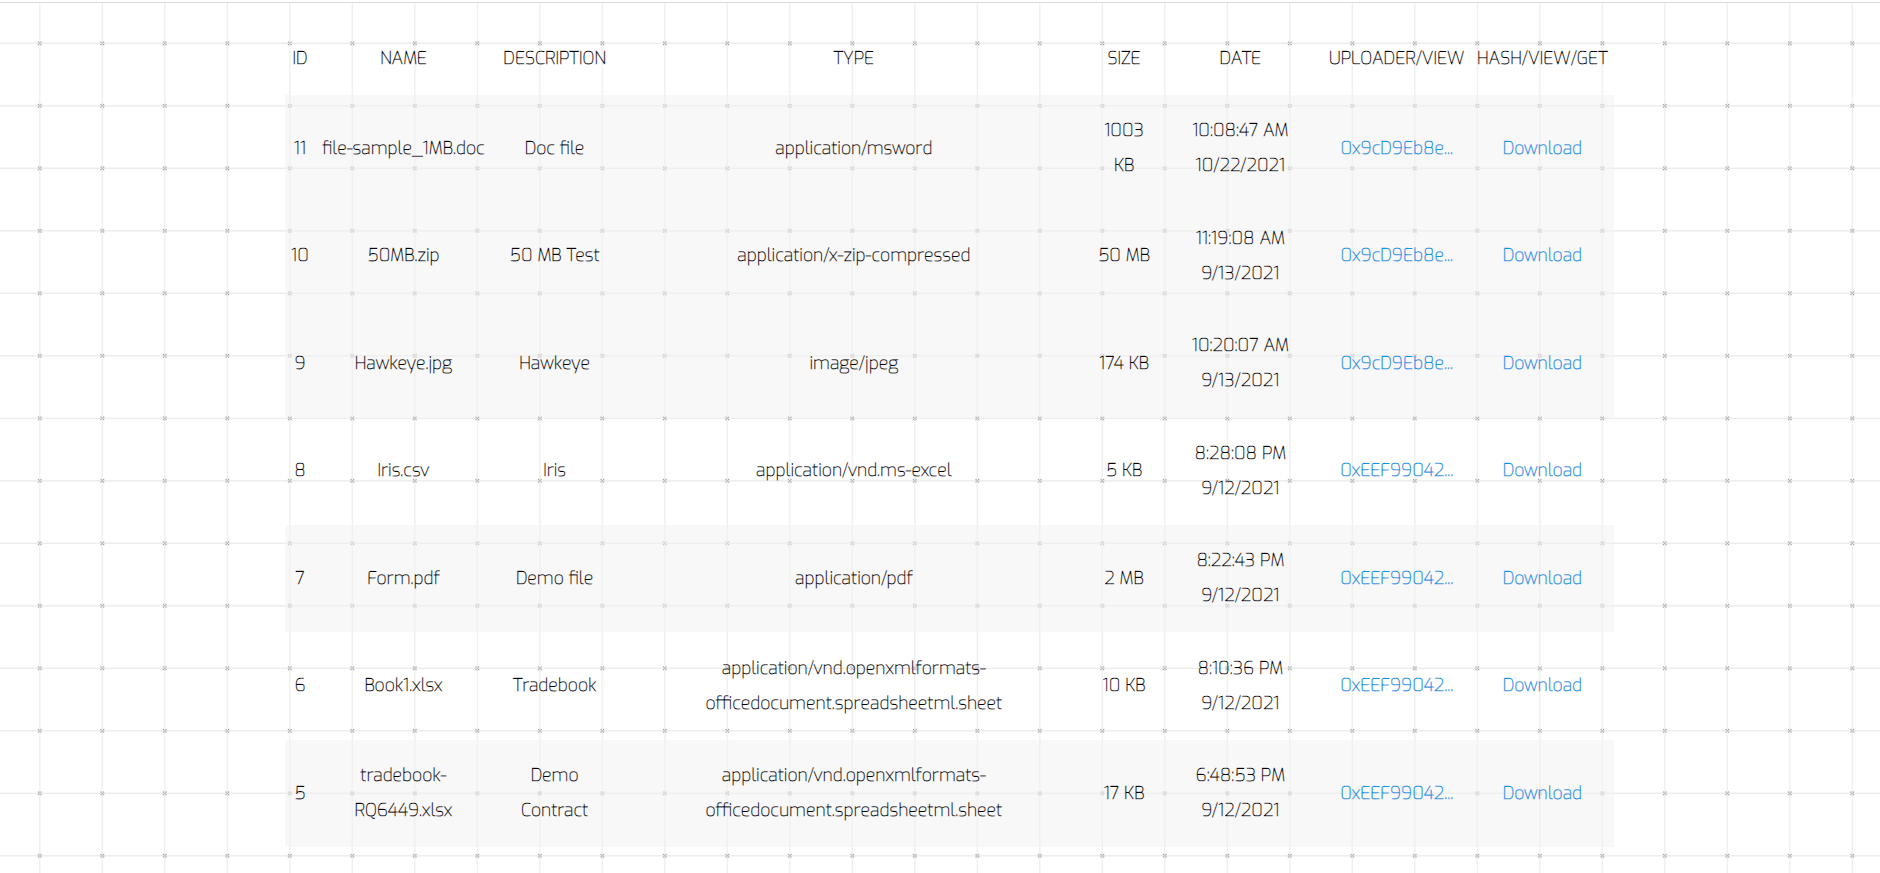 ID NAME DESCRIPTION TYPE SIZE DATE UPLOADER/VIEW HASH/VIEW/GET
11 file-sample_1MB.doc Doc file application/msword 1003 KB 10:08:47 AM 10/22/2021 0x9cD9Eb8e... Download
10 50MB.zip 50 MB Test application/x-zip-compressed 50 MB 11:19:08 AM 9/13/2021 0x9cD9Eb8e... Download
9 Hawkeye.jpg Hawkeye image/jpeg 174 KB 10:20:07 AM 9/13/2021 0x9cD9Eb8e... Download
8 Iris.csv Iris application/vnd.ms-excel 5 KB 8:28:08 PM 9/12/2021 0xEEF99042... Download
7 Form.pdf Demo file application/pdf 2 MB 8:22:43 PM 9/12/2021 0xEEF99042... Download
6 Book1.xlsx Tradebook application/vnd.openxmlformats-officedocument.spreadsheetml.sheet 10 KB 8:10:36 PM 9/12/2021 0xEEF99042... Download
5 tradebook-RQ6449.xlsx Demo Contract application/vnd.openxmlformats-officedocument.spreadsheetml.sheet 17 KB 6:48:53 PM 9/12/2021 0xEEF99042... Download